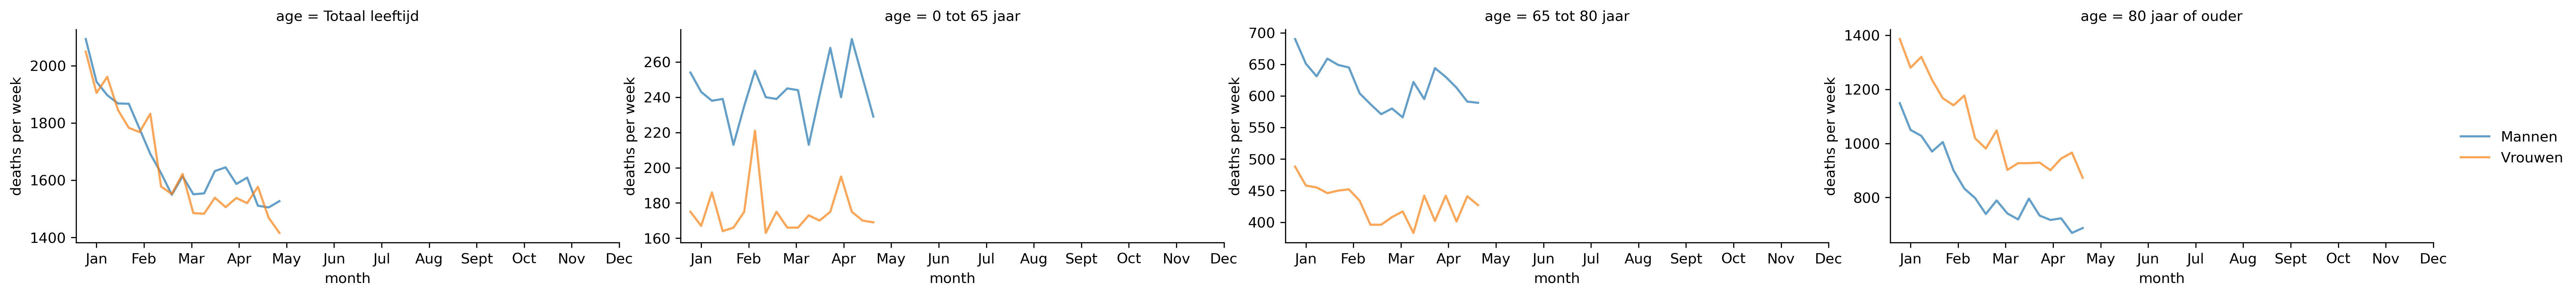 age = Totaal leeftijd
deaths per week
2000
1800
1600
1400
Jan Feb Mar Apr May Jun Jul Aug Sept Oct Nov Dec
month
age = 0 tot 65 jaar
deaths per week
260
240
220
200
180
160
Jan Feb Mar Apr May Jun Jul Aug Sept Oct Nov Dec
month
age = 65 tot 80 jaar
deaths per week
700
650
600
550
500
450
400
Jan Feb Mar Apr May Jun Jul Aug Sept Oct Nov Dec
month
age = 80 jaar of ouder
deaths per week
1400
1200
1000
800
Jan Feb Mar Apr May Jun Jul Aug Sept Oct Nov Dec
month
Mannen
Vrouwen